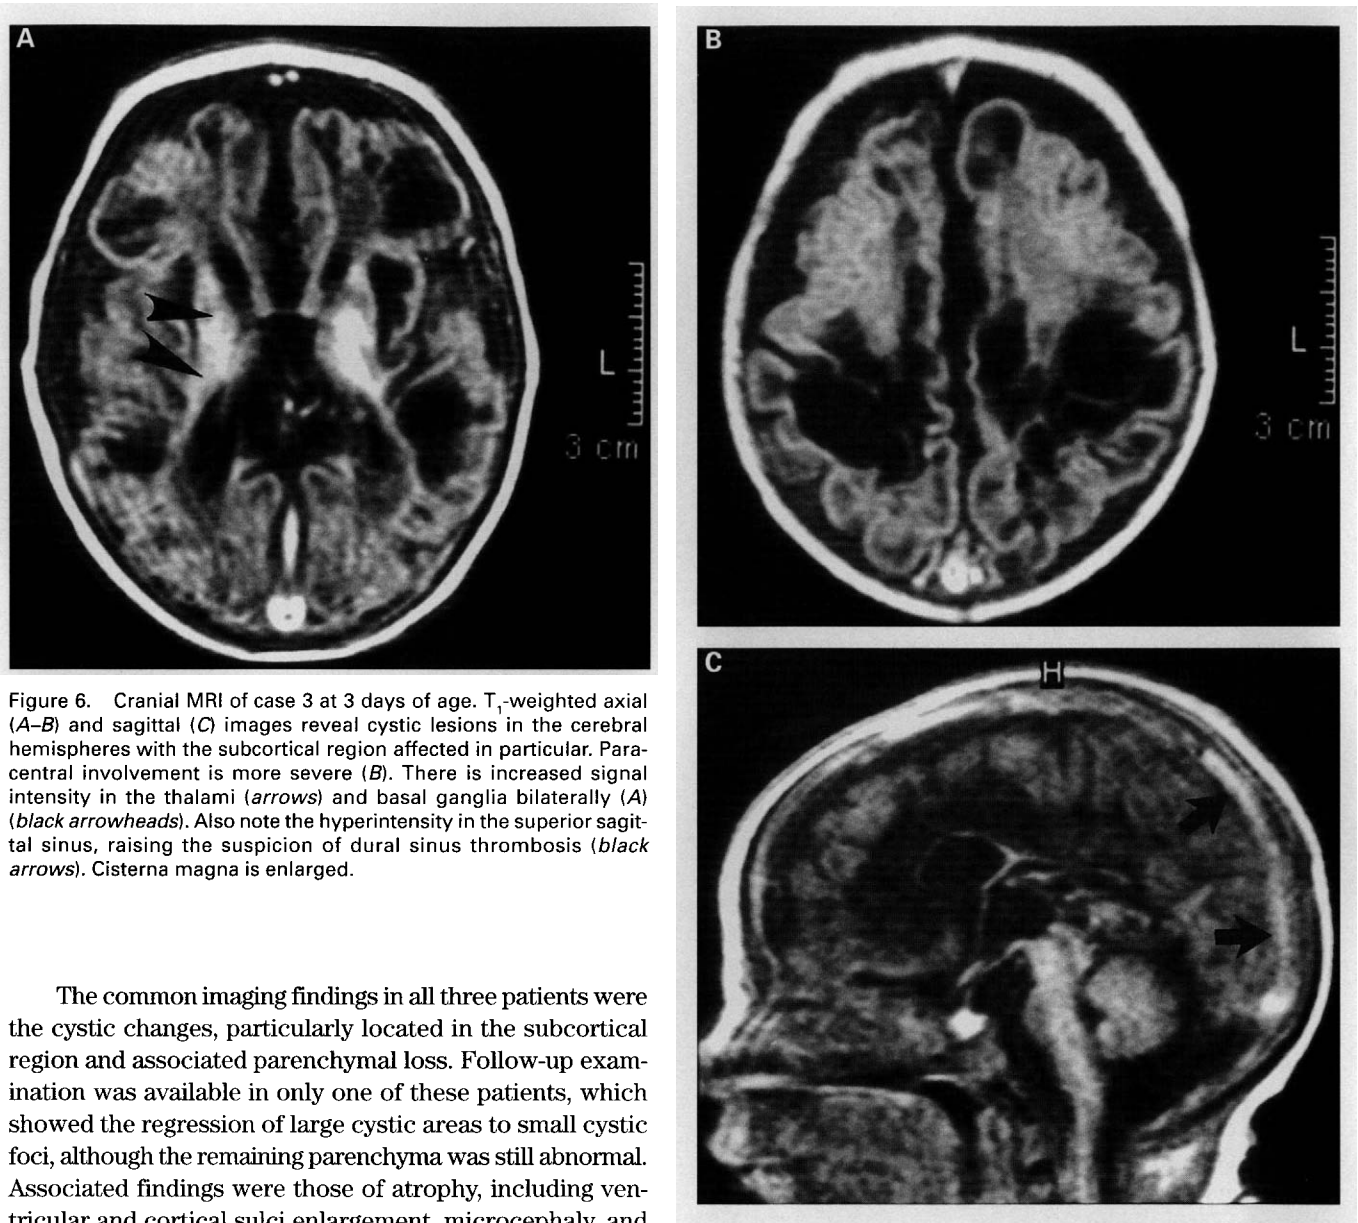 A
L
3 cm
B
L
3 cm
C
H
Figure 6. Cranial MRI of case 3 at 3 days of age. T1-weighted axial
(A–B) and sagittal (C) images reveal cystic lesions in the cerebral
hemispheres with the subcortical region affected in particular. Para-
central involvement is more severe (B). There is increased signal
intensity in the thalami (arrows) and basal ganglia bilaterally (A)
(black arrowheads). Also note the hyperintensity in the superior sagit-
tal sinus, raising the suspicion of dural sinus thrombosis (black
arrows). Cisterna magna is enlarged.
The common imaging findings in all three patients were
the cystic changes, particularly located in the subcortical
region and associated parenchymal loss. Follow-up exam-
ination was available in only one of these patients, which
showed the regression of large cystic areas to small cystic
foci, although the remaining parenchyma was still abnormal.
Associated findings were those of atrophy, including ven-
tricular and cortical sulci enlargement, microcephaly, and